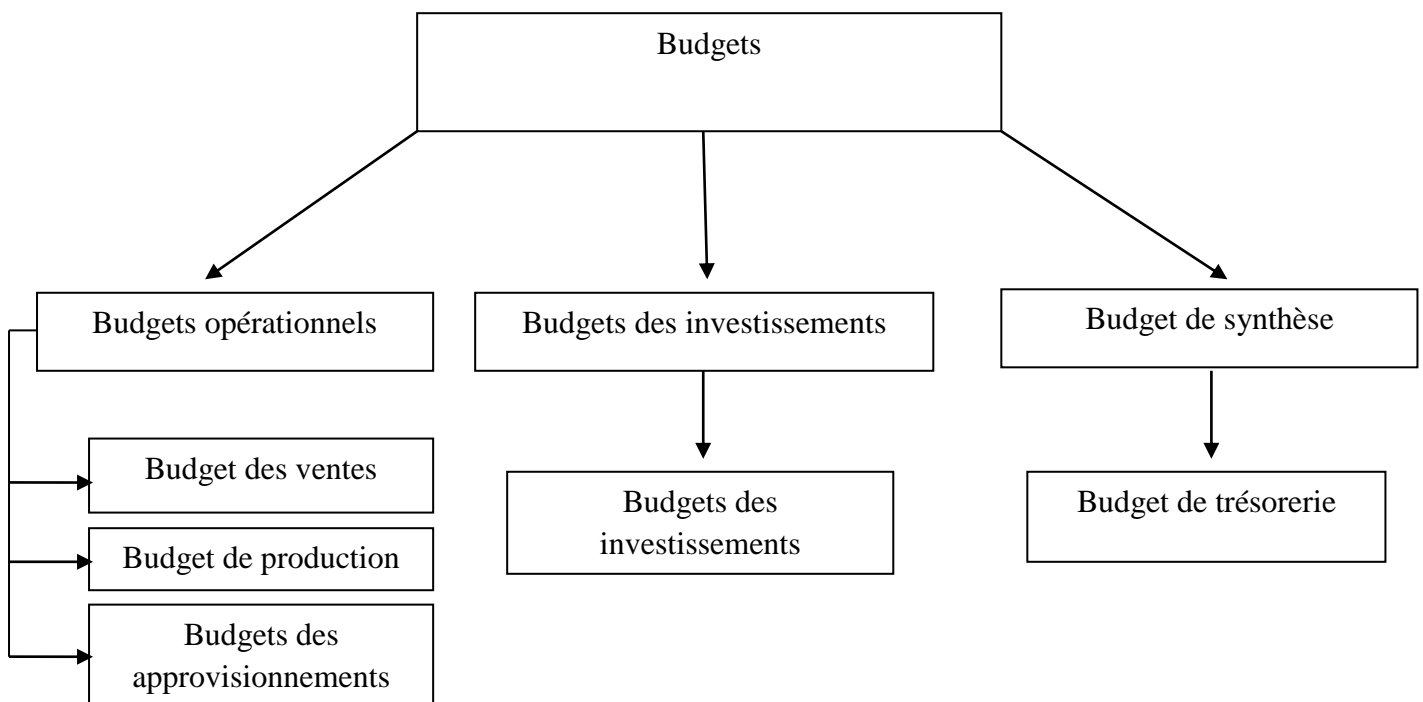 Budgets
Budgets opérationnels
Budgets des investissements
Budget de synthèse
Budget des ventes
Budget de production
Budgets des
approvisionnements
Budgets des
investissements
Budget de trésorerie